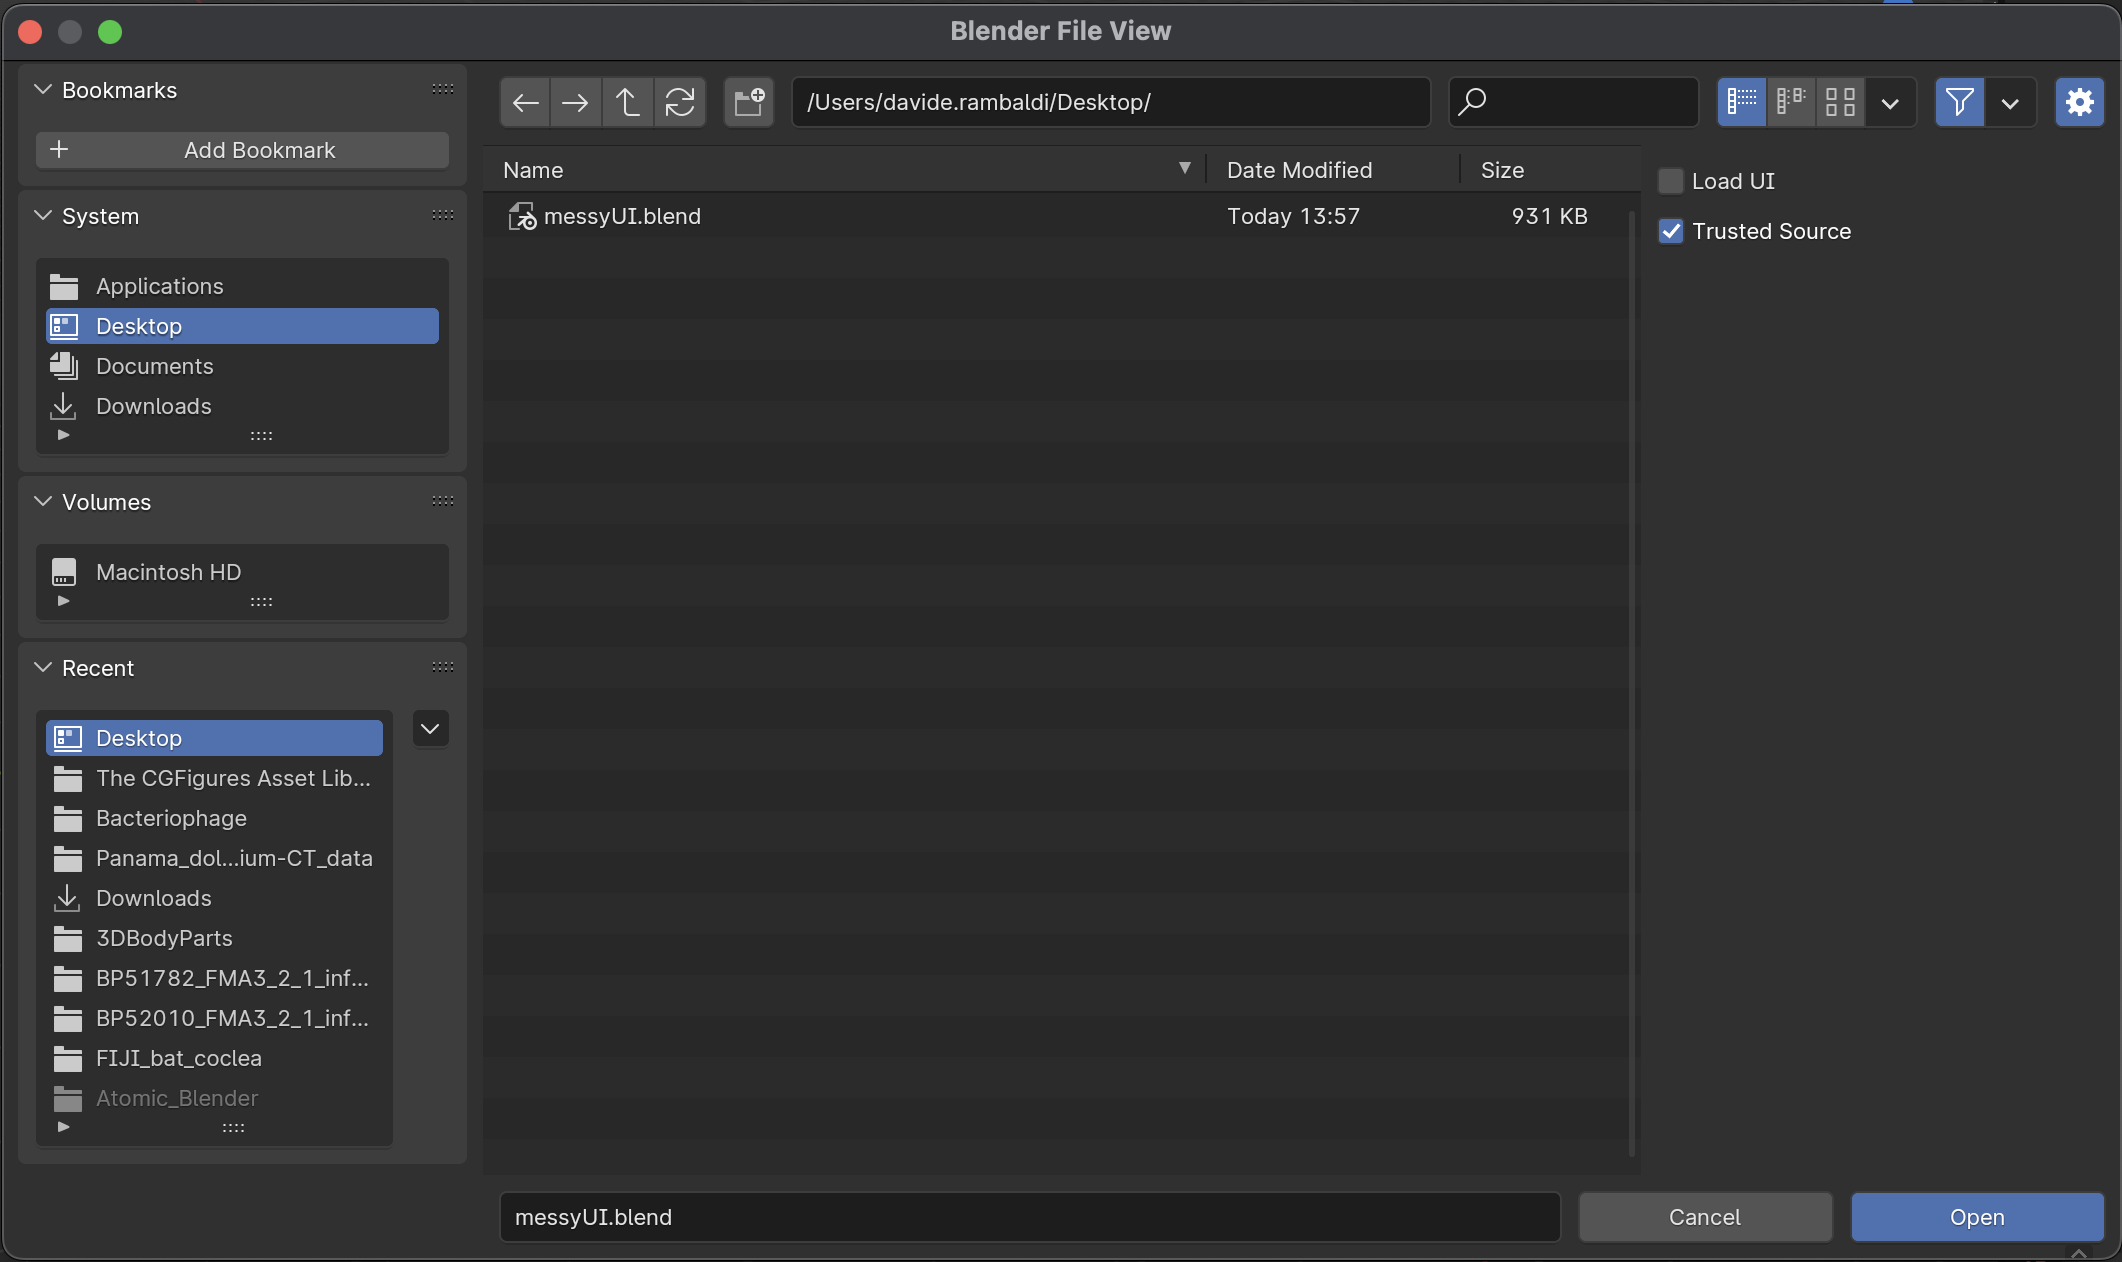 Blender File View
Bookmarks
Add Bookmark
System
Applications
Desktop
Documents
Downloads
Volumes
Macintosh HD
Recent
Desktop
The CGFigures Asset Lib...
Bacteriophage
Panama_dol...ium-CT_data
Downloads
3DBodyParts
BP51782_FMA3_2_1_inf...
BP52010_FMA3_2_1_inf...
FIJI_bat_coclea
Atomic_Blender
/Users/davide.rambaldi/Desktop/
Name Date Modified Size
messyUI.blend Today 13:57 931 KB
Load UI
Trusted Source
messyUI.blend
Cancel
Open